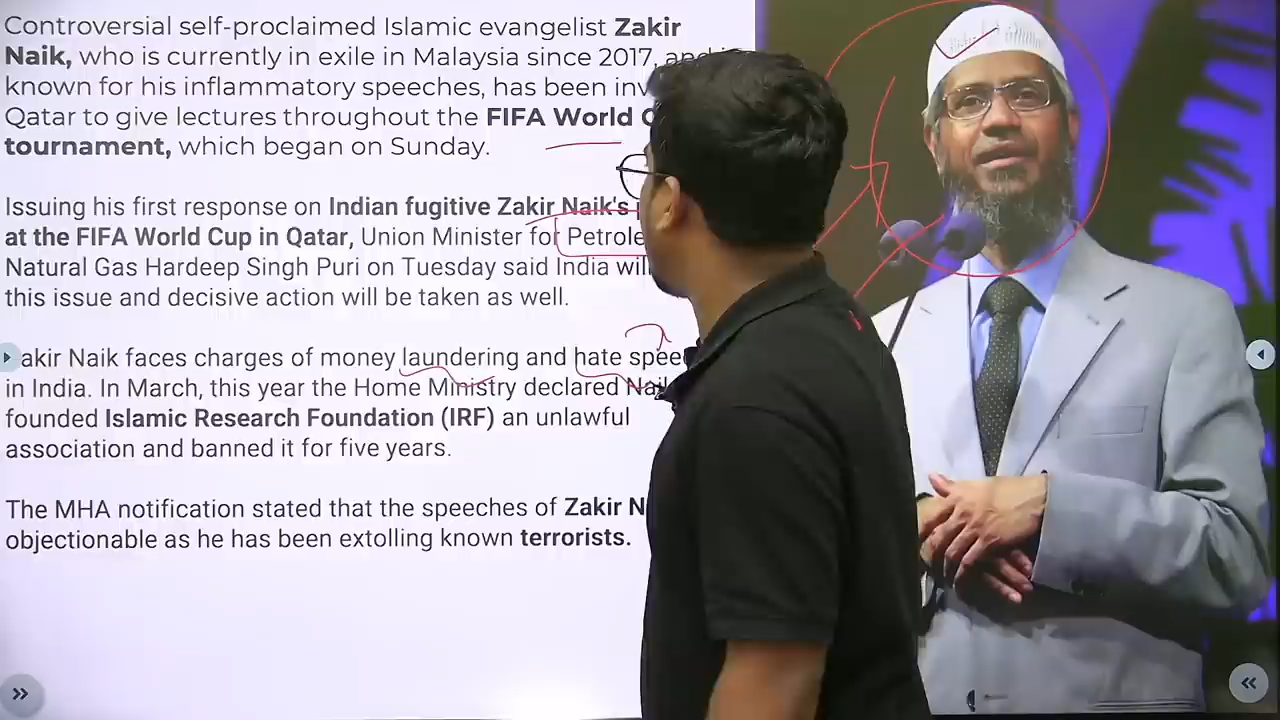 Controversial self-proclaimed Islamic evangelist Zakir
Naik, who is currently in exile in Malaysia since 2017,
known for his inflammatory speeches, has been
Qatar to give lectures throughout the FIFA World
tournament, which began on Sunday.
Issuing his first response on Indian fugitive Zakir Naik's
at the FIFA World Cup in Qatar, Union Minister for
Natural Gas Hardeep Singh Puri on Tuesday said India
this issue and decisive action will be taken as well.
akir Naik faces charges of money laundering and hate
in India. In March, this year the Home Ministry declared
founded Islamic Research Foundation (IRF) an unlawful
association and banned it for five years.
The MHA notification stated that the speeches of Zakir
objectionable as he has been extolling known terrorists.